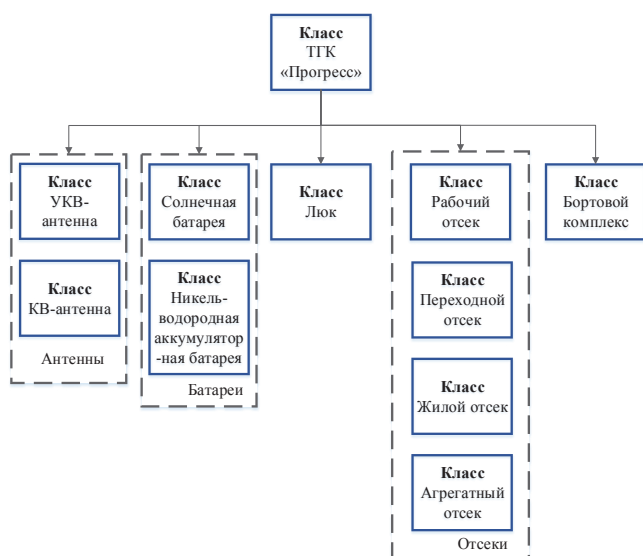 Класс
ТГК
«Прогресс»
Класс
УКВ-
антенна
Класс
КВ-антенна
Антенны
Класс
Солнечная
батарея
Класс
Никель-
водородная
аккумулятор
-ная батарея
Батареи
Класс
Люк
Класс
Рабочий
отсек
Класс
Переходной
отсек
Класс
Жилой отсек
Класс
Агрегатный
отсек
Отсеки
Класс
Бортовой
комплекс